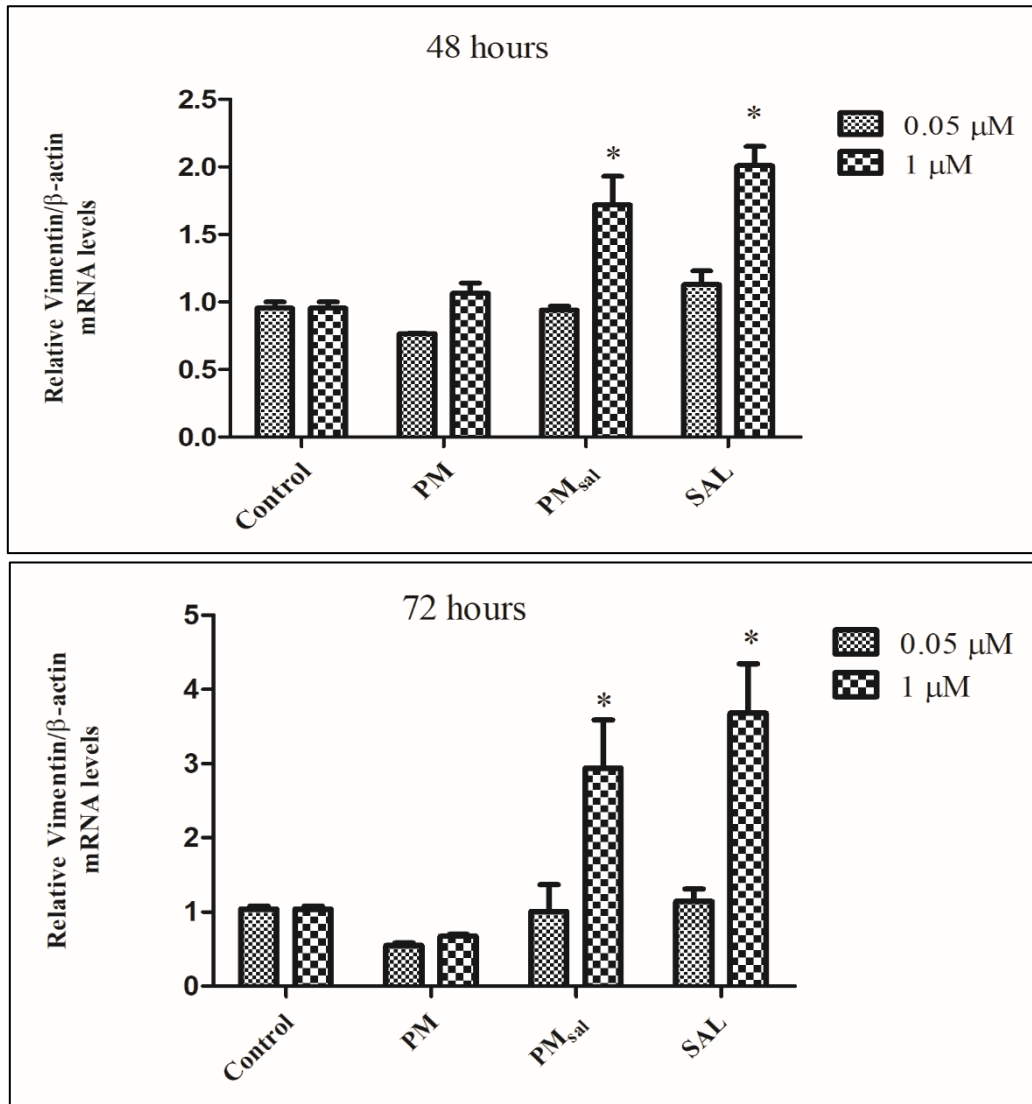 48 hours
Relative Vimentin/β-actin
mRNA levels
2.5
2.0
1.5
1.0
0.5
0.0
*
*
0.05 μM
1 μM
Control
PM
PMsal
SAL
72 hours
Relative Vimentin/β-actin
mRNA levels
5
4
3
2
1
0
*
*
0.05 μM
1 μM
Control
PM
PMsal
SAL